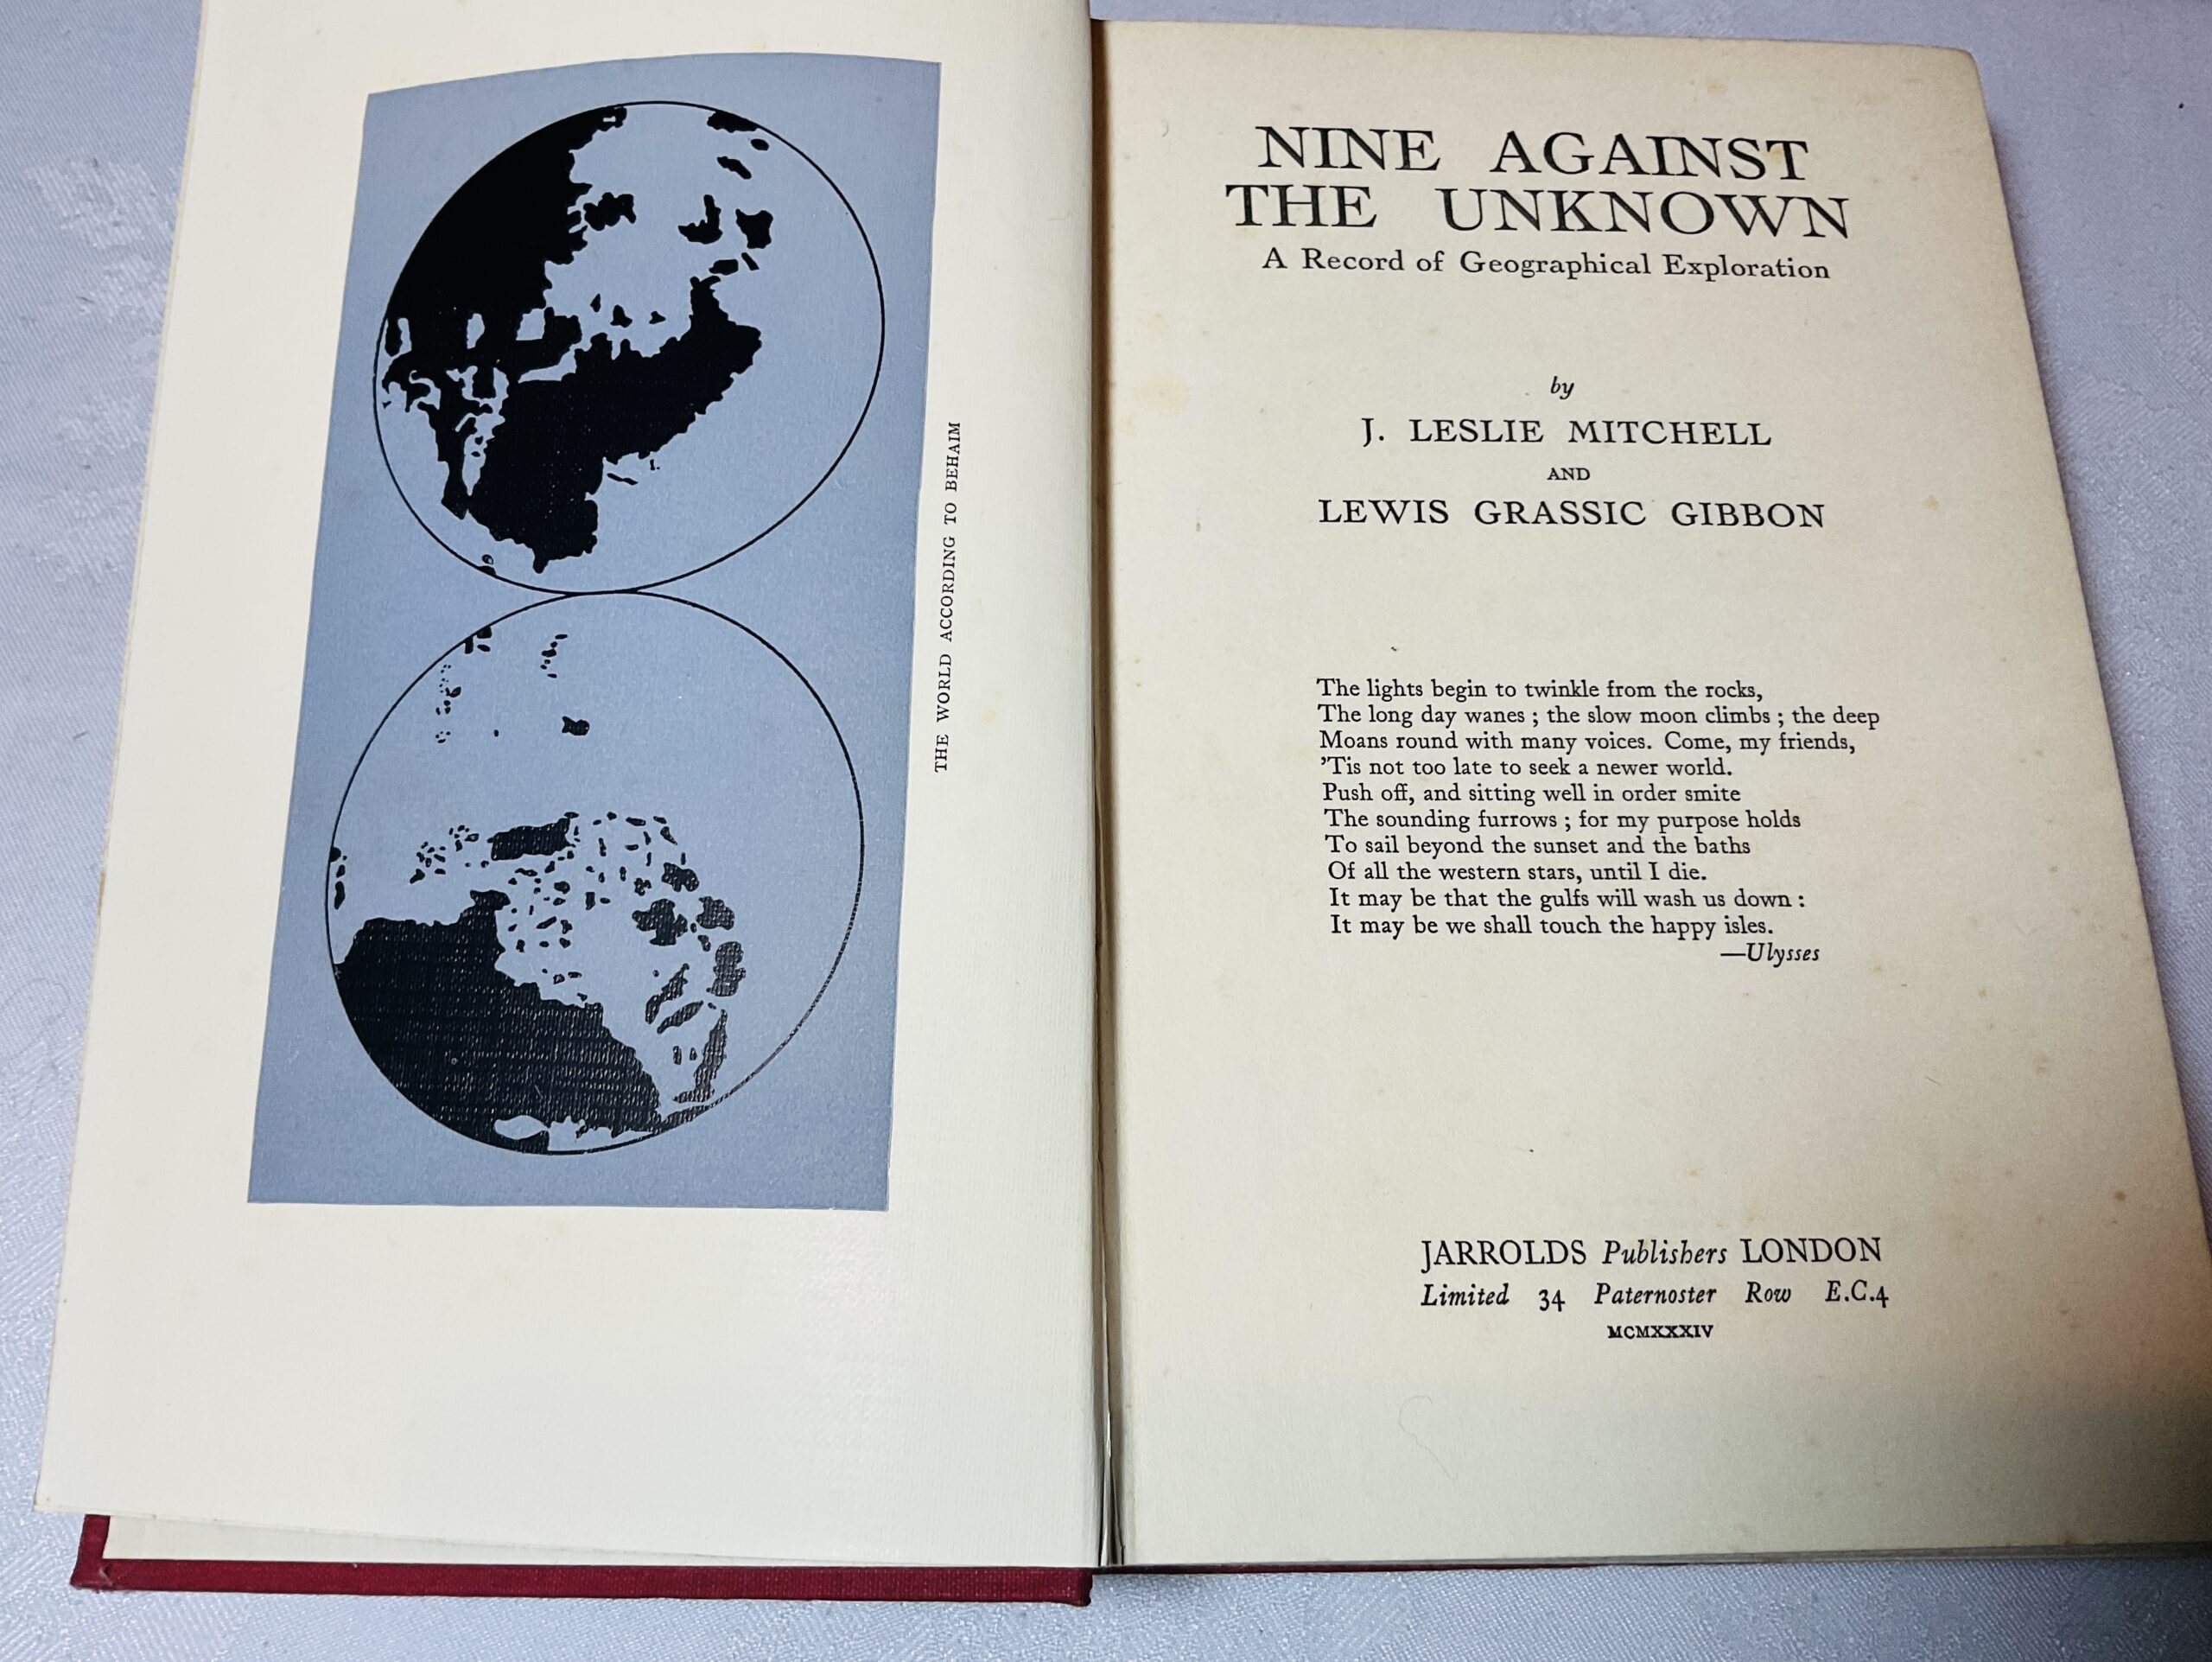 THE WORLD ACCORDING TO BEHAIM
NINE AGAINST
THE UNKNOWN
A Record of Geographical Exploration
by
J. LESLIE MITCHELL
AND
LEWIS GRASSIC GIBBON
The lights begin to twinkle from the rocks,
The long day wanes ; the slow moon climbs ; the deep
Moans round with many voices. Come, my friends,
’Tis not too late to seek a newer world.
Push off, and sitting well in order smite
The sounding furrows ; for my purpose holds
To sail beyond the sunset and the baths
Of all the western stars, until I die.
It may be that the gulfs will wash us down :
It may be we shall touch the happy isles.
—Ulysses
JARROLDS Publishers LONDON
Limited 34 Paternoster Row E.C.4
MCMXXXIV